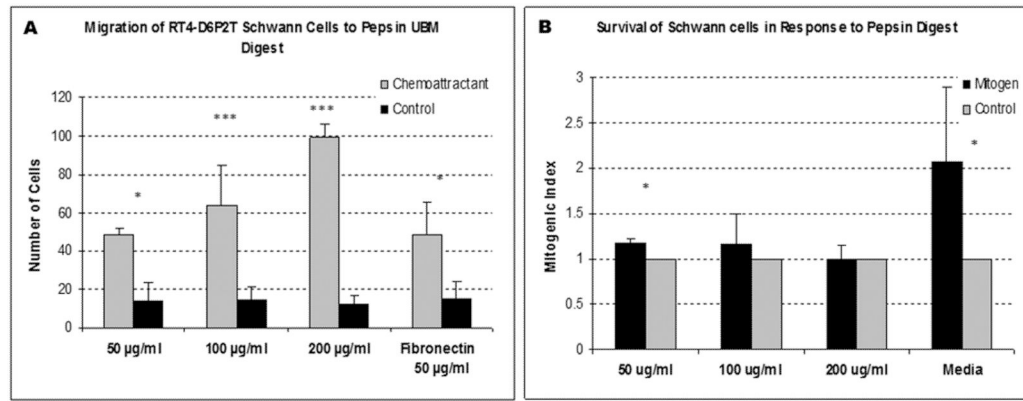 A
Migration of RT4-D6P2T Schwann Cells to Pepsin UBM
Digest
Chemoattractant
Control
Number of Cells
120
100
80
60
40
20
0
*
***
***
*
50 µg/ml
100 µg/ml
200 µg/ml
Fibronectin
50 µg/ml
B
Survival of Schwann cells in Response to Pepsin Digest
Mitogen
Control
Mitogenic Index
3
2.5
2
1.5
1
0.5
0
*
*
50 ug/ml
100 ug/ml
200 ug/ml
Media